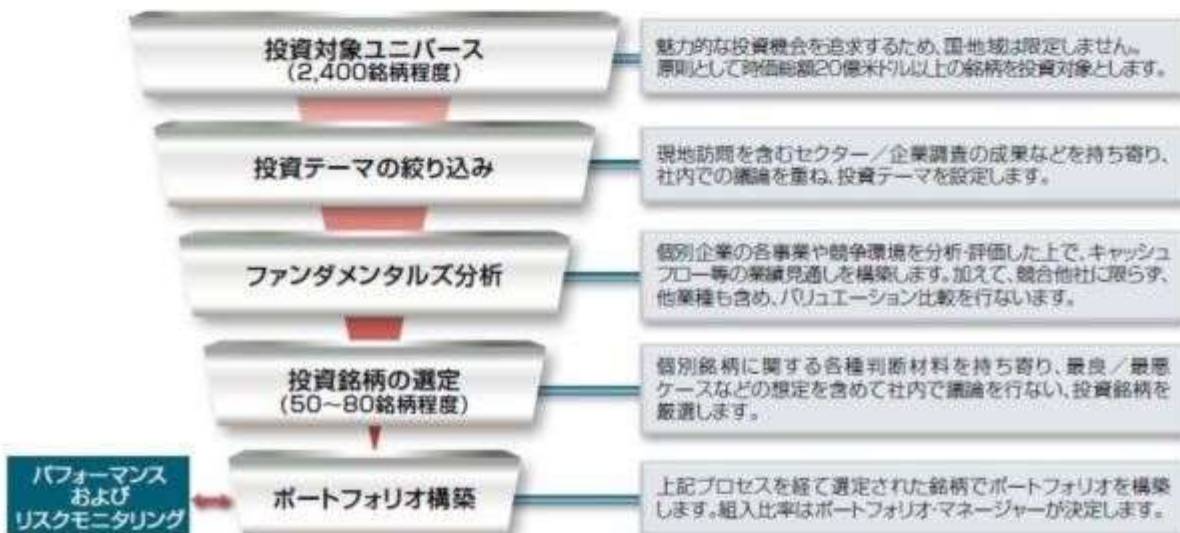 投資対象ユニバース
(2,400銘柄程度)
魅力的な投資機会を追求するため、国・地域は限定しません。
原則として時価総額20億米ドル以上の銘柄を投資対象とします。
投資テーマの絞り込み
現地訪問を含むセクター／企業調査の成果などを持ち寄り、
社内での議論を重ね、投資テーマを設定します。
ファンダメンタルズ分析
個別企業の各事業や競争環境を分析・評価した上で、キャッシュ
フロー等の業績見通しを構築します。加えて、競合他社に限らず、
他業種も含め、バリュエーション比較を行ないます。
投資銘柄の選定
(50～80銘柄程度)
個別銘柄に関する各種判断材料を持ち寄り、最良／最悪
ケースなどの想定を含めて社内で議論を行ない、投資銘柄を
厳選します。
パフォーマンス
および
リスクモニタリング
ポートフォリオ構築
上記プロセスを経て選定された銘柄でポートフォリオを構築
します。組入比率はポートフォリオ・マネージャーが決定します。